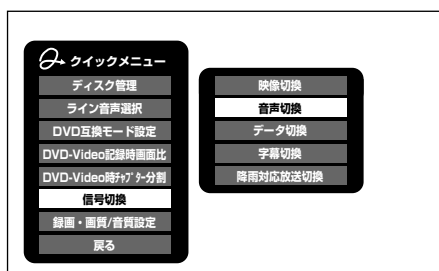 クイックメニュー
ディスク管理
ライン音声選択
DVD互換モード設定
DVD-Video記録時画面比
DVD-Video時ﾁｬﾌﾟﾀｰ分割
信号切換
録画・画質/音質設定
戻る
映像切換
音声切換
データ切換
字幕切換
降雨対応放送切換